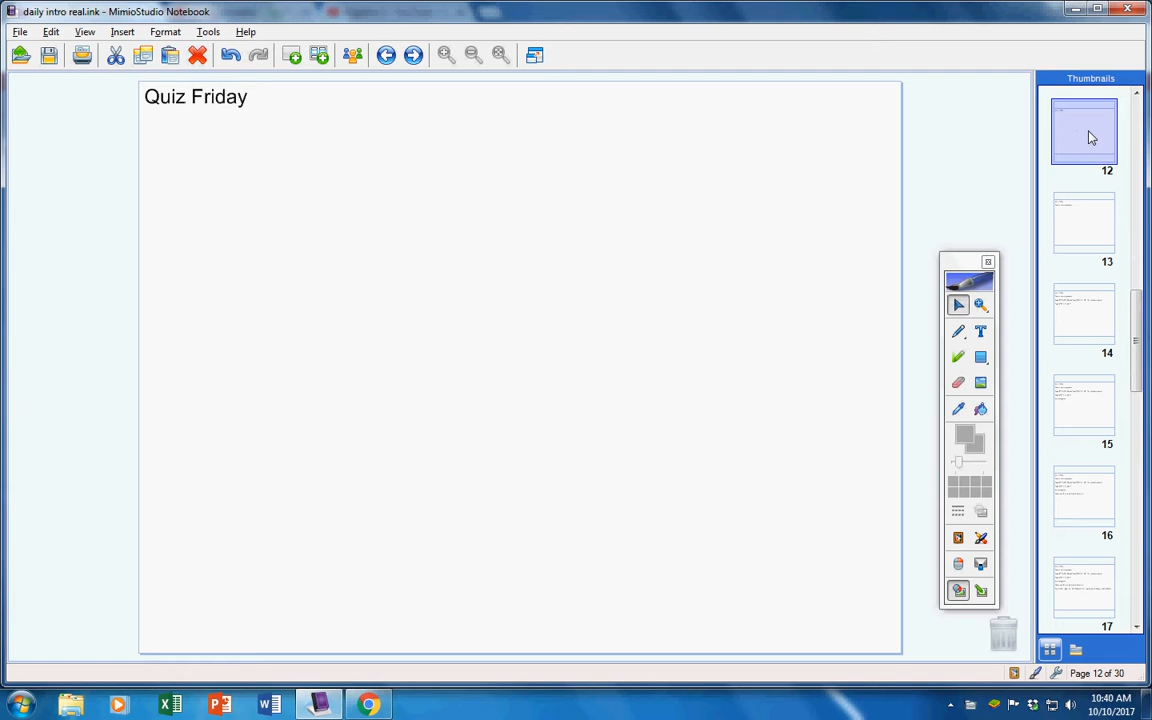 daily intro real.ink - MimioStudio Notebook
File Edit View Insert Format Tools Help
Thumbnails
Quiz Friday
12
13
14
15
16
17
Page 12 of 30
10:40 AM
10/10/2017